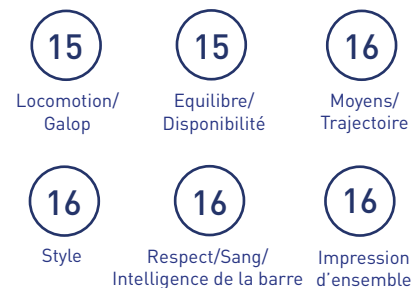 15 15 16
Locomotion/ Equilibre/ Moyens/
Galop Disponibilité Trajectoire
16 16 16
Style Respect/Sang/ Impression
Intelligence de la barre d’ensemble